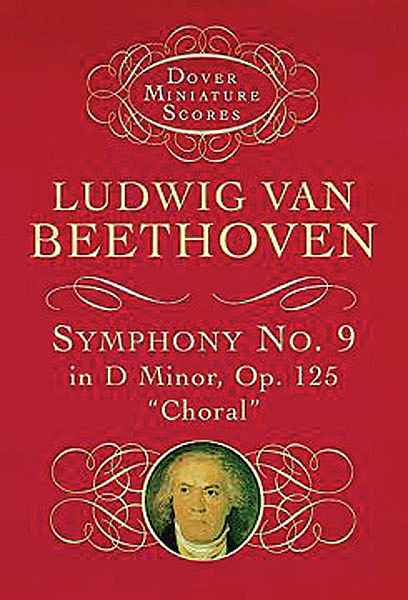 DOVER
MINIATURE
SCORES
LUDWIG VAN
BEETHOVEN
SYMPHONY NO. 9
in D Minor, Op. 125
“Choral”